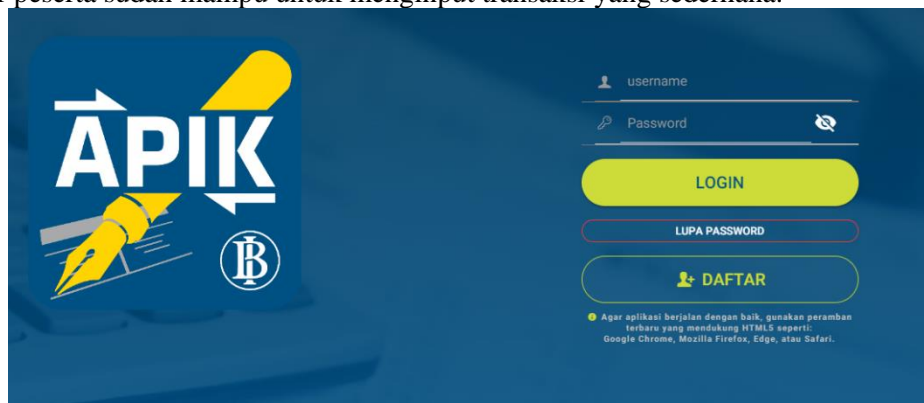 peserta sudah mampu untuk menginput transaksi yang sederhana.
APIK
username
Password
LOGIN
LUPA PASSWORD
DAFTAR
Agar aplikasi berjalan dengan baik, gunakan peramban
terbaru yang mendukung HTML5 seperti:
Google Chrome, Mozilla Firefox, Edge, atau Safari.